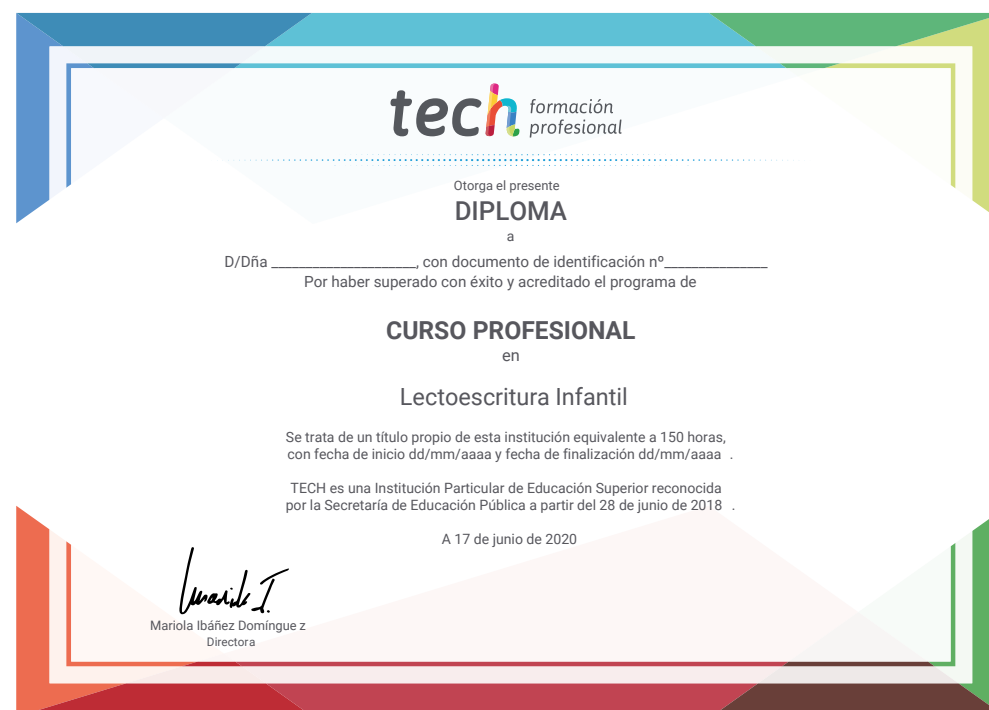 tech formación
profesional
Otorga el presente
DIPLOMA
a
D/Dña _________________, con documento de identificación nº____________
Por haber superado con éxito y acreditado el programa de
CURSO PROFESIONAL
en
Lectoescritura Infantil
Se trata de un título propio de esta institución equivalente a 150 horas,
con fecha de inicio dd/mm/aaaa y fecha de finalización dd/mm/aaaa .
TECH es una Institución Particular de Educación Superior reconocida
por la Secretaría de Educación Pública a partir del 28 de junio de 2018 .
A 17 de junio de 2020
Mariola Ibáñez Domíngue z
Directora